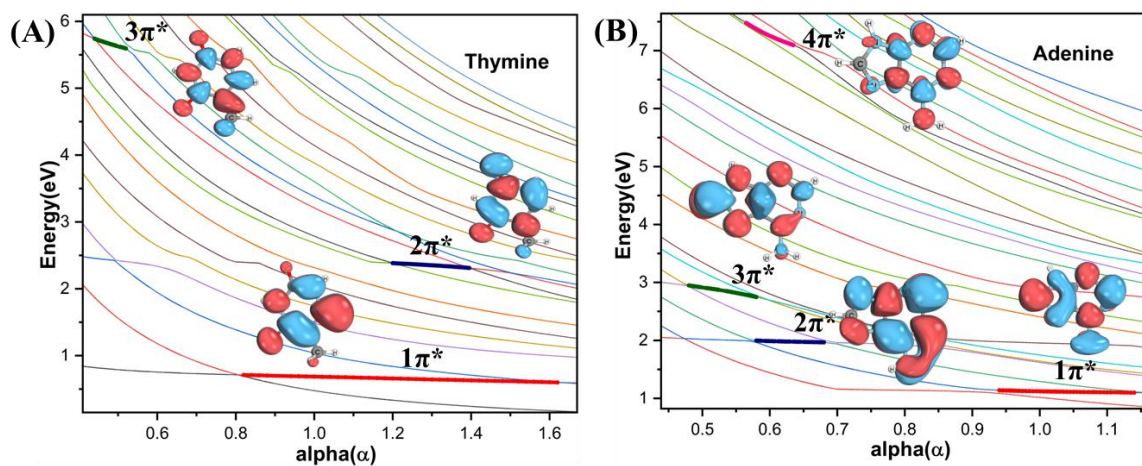 (A)
Thymine
3π*
2π*
1π*
Energy(eV)
6
5
4
3
2
1
0.6 0.8 1.0 1.2 1.4 1.6
alpha(α)
(B)
Adenine
4π*
3π*
2π*
1π*
Energy(eV)
7
6
5
4
3
2
1
0.5 0.6 0.7 0.8 0.9 1.0 1.1
alpha(α)